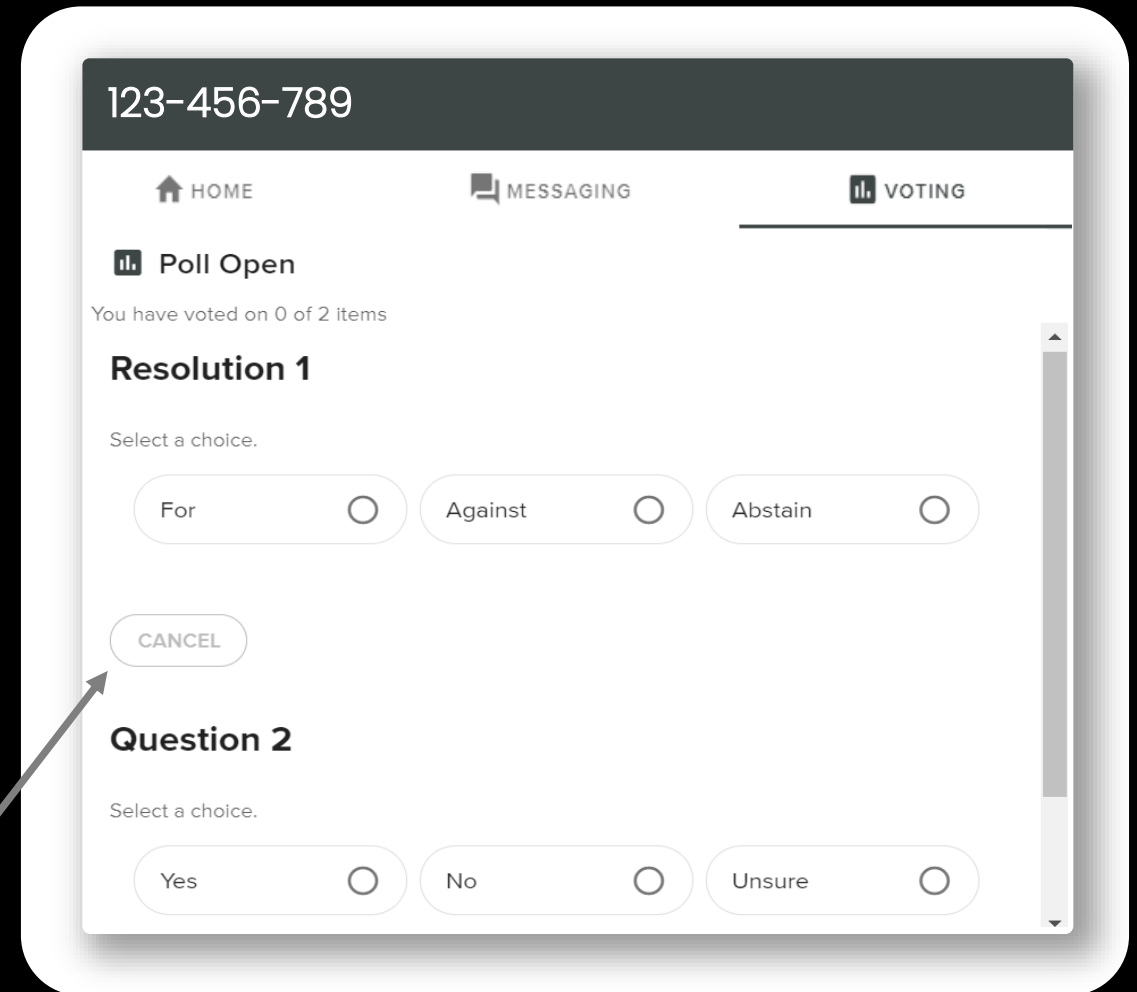 123-456-789
HOME MESSAGING VOTING
Poll Open
You have voted on 0 of 2 items
Resolution 1
Select a choice.
For Against Abstain
CANCEL
Question 2
Select a choice.
Yes No Unsure